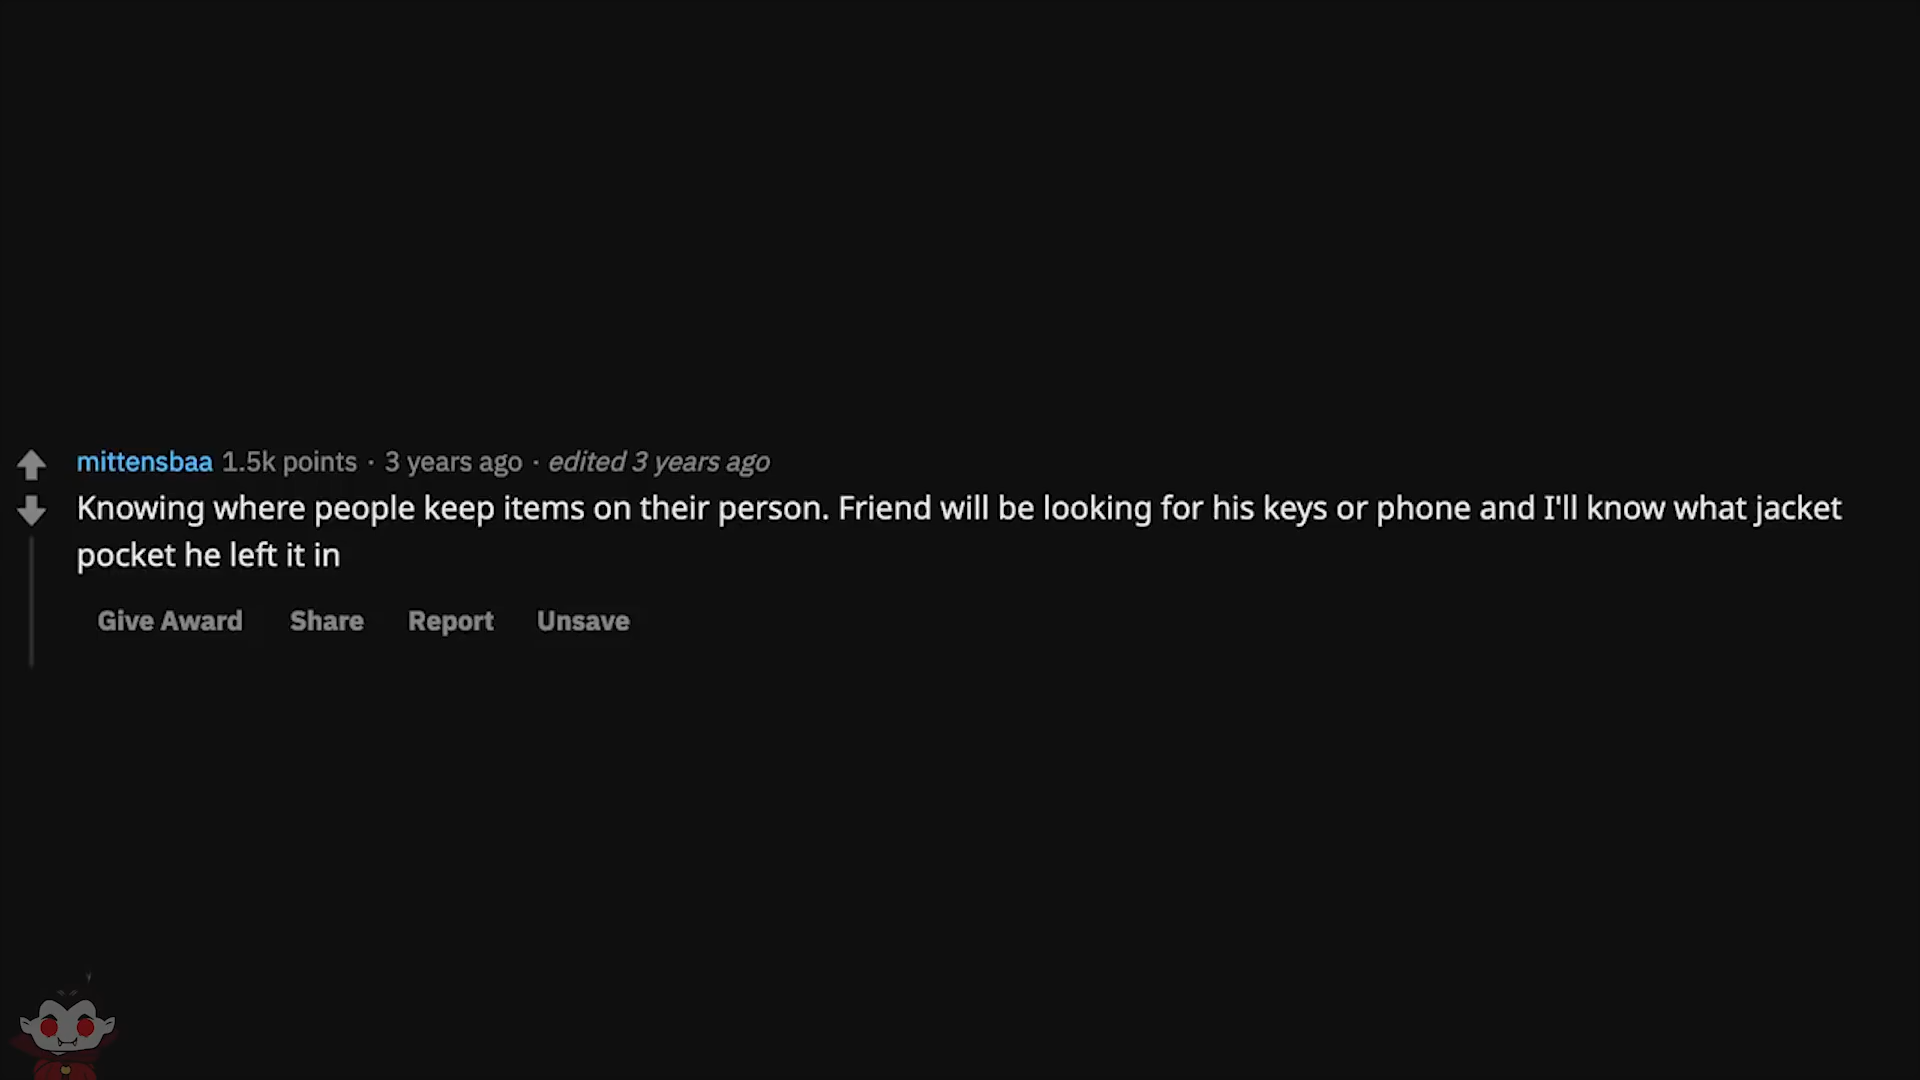 mittensbaa 1.5k points · 3 years ago · edited 3 years ago
Knowing where people keep items on their person. Friend will be looking for his keys or phone and I'll know what jacket
pocket he left it in
Give Award Share Report Unsave